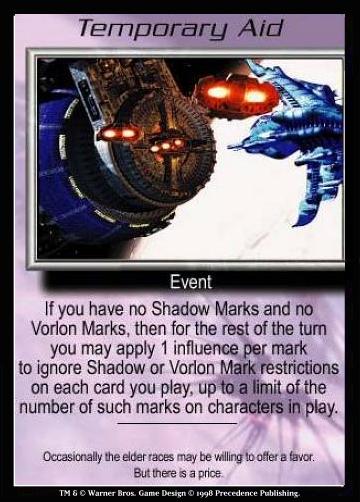 Temporary Aid
Event
If you have no Shadow Marks and no
Vorlon Marks, then for the rest of the turn
you may apply 1 influence per mark
to ignore Shadow or Vorlon Mark restrictions
on each card you play, up to a limit of the
number of such marks on characters in play.
Occasionally the elder races may be willing to offer a favor.
But there is a price.
TM & © Warner Bros. Game Design © 1998 Precedence Publishing.